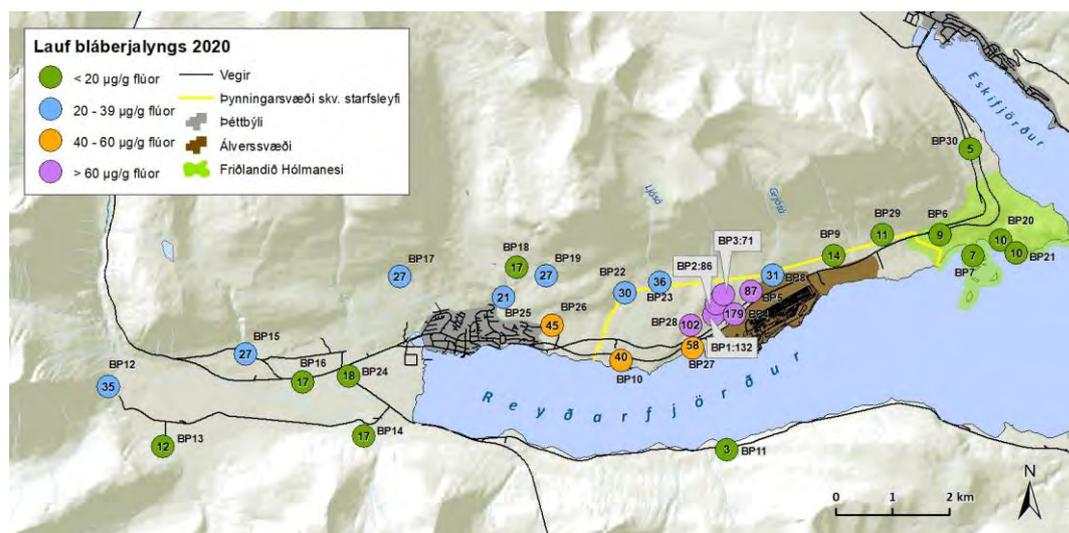 Lauf bláberjalyngs 2020
< 20 µg/g flúor
20 - 39 µg/g flúor
40 - 60 µg/g flúor
> 60 µg/g flúor
Vegir
Þynningarsvæði skv. starfsleyfi
Þéttbýli
Álverssvæði
Friðlandið Hólmanesi
Eskifjörður
BP30
5
BP20
10
BP21
10
BP7
7
BP6
9
BP29
11
BP9
14
Grjótá
Ljósá
BP8
31
BP3:71
BP2:86
BP5
87
BP4
179
BP1:132
BP28
102
BP27
58
BP23
36
BP22
30
BP10
40
BP26
45
BP19
27
BP18
17
BP25
21
BP17
27
BP15
27
BP12
35
BP16
17
BP24
18
BP13
12
BP14
17
BP11
3
Reyðarfjörður
N
0 1 2 km